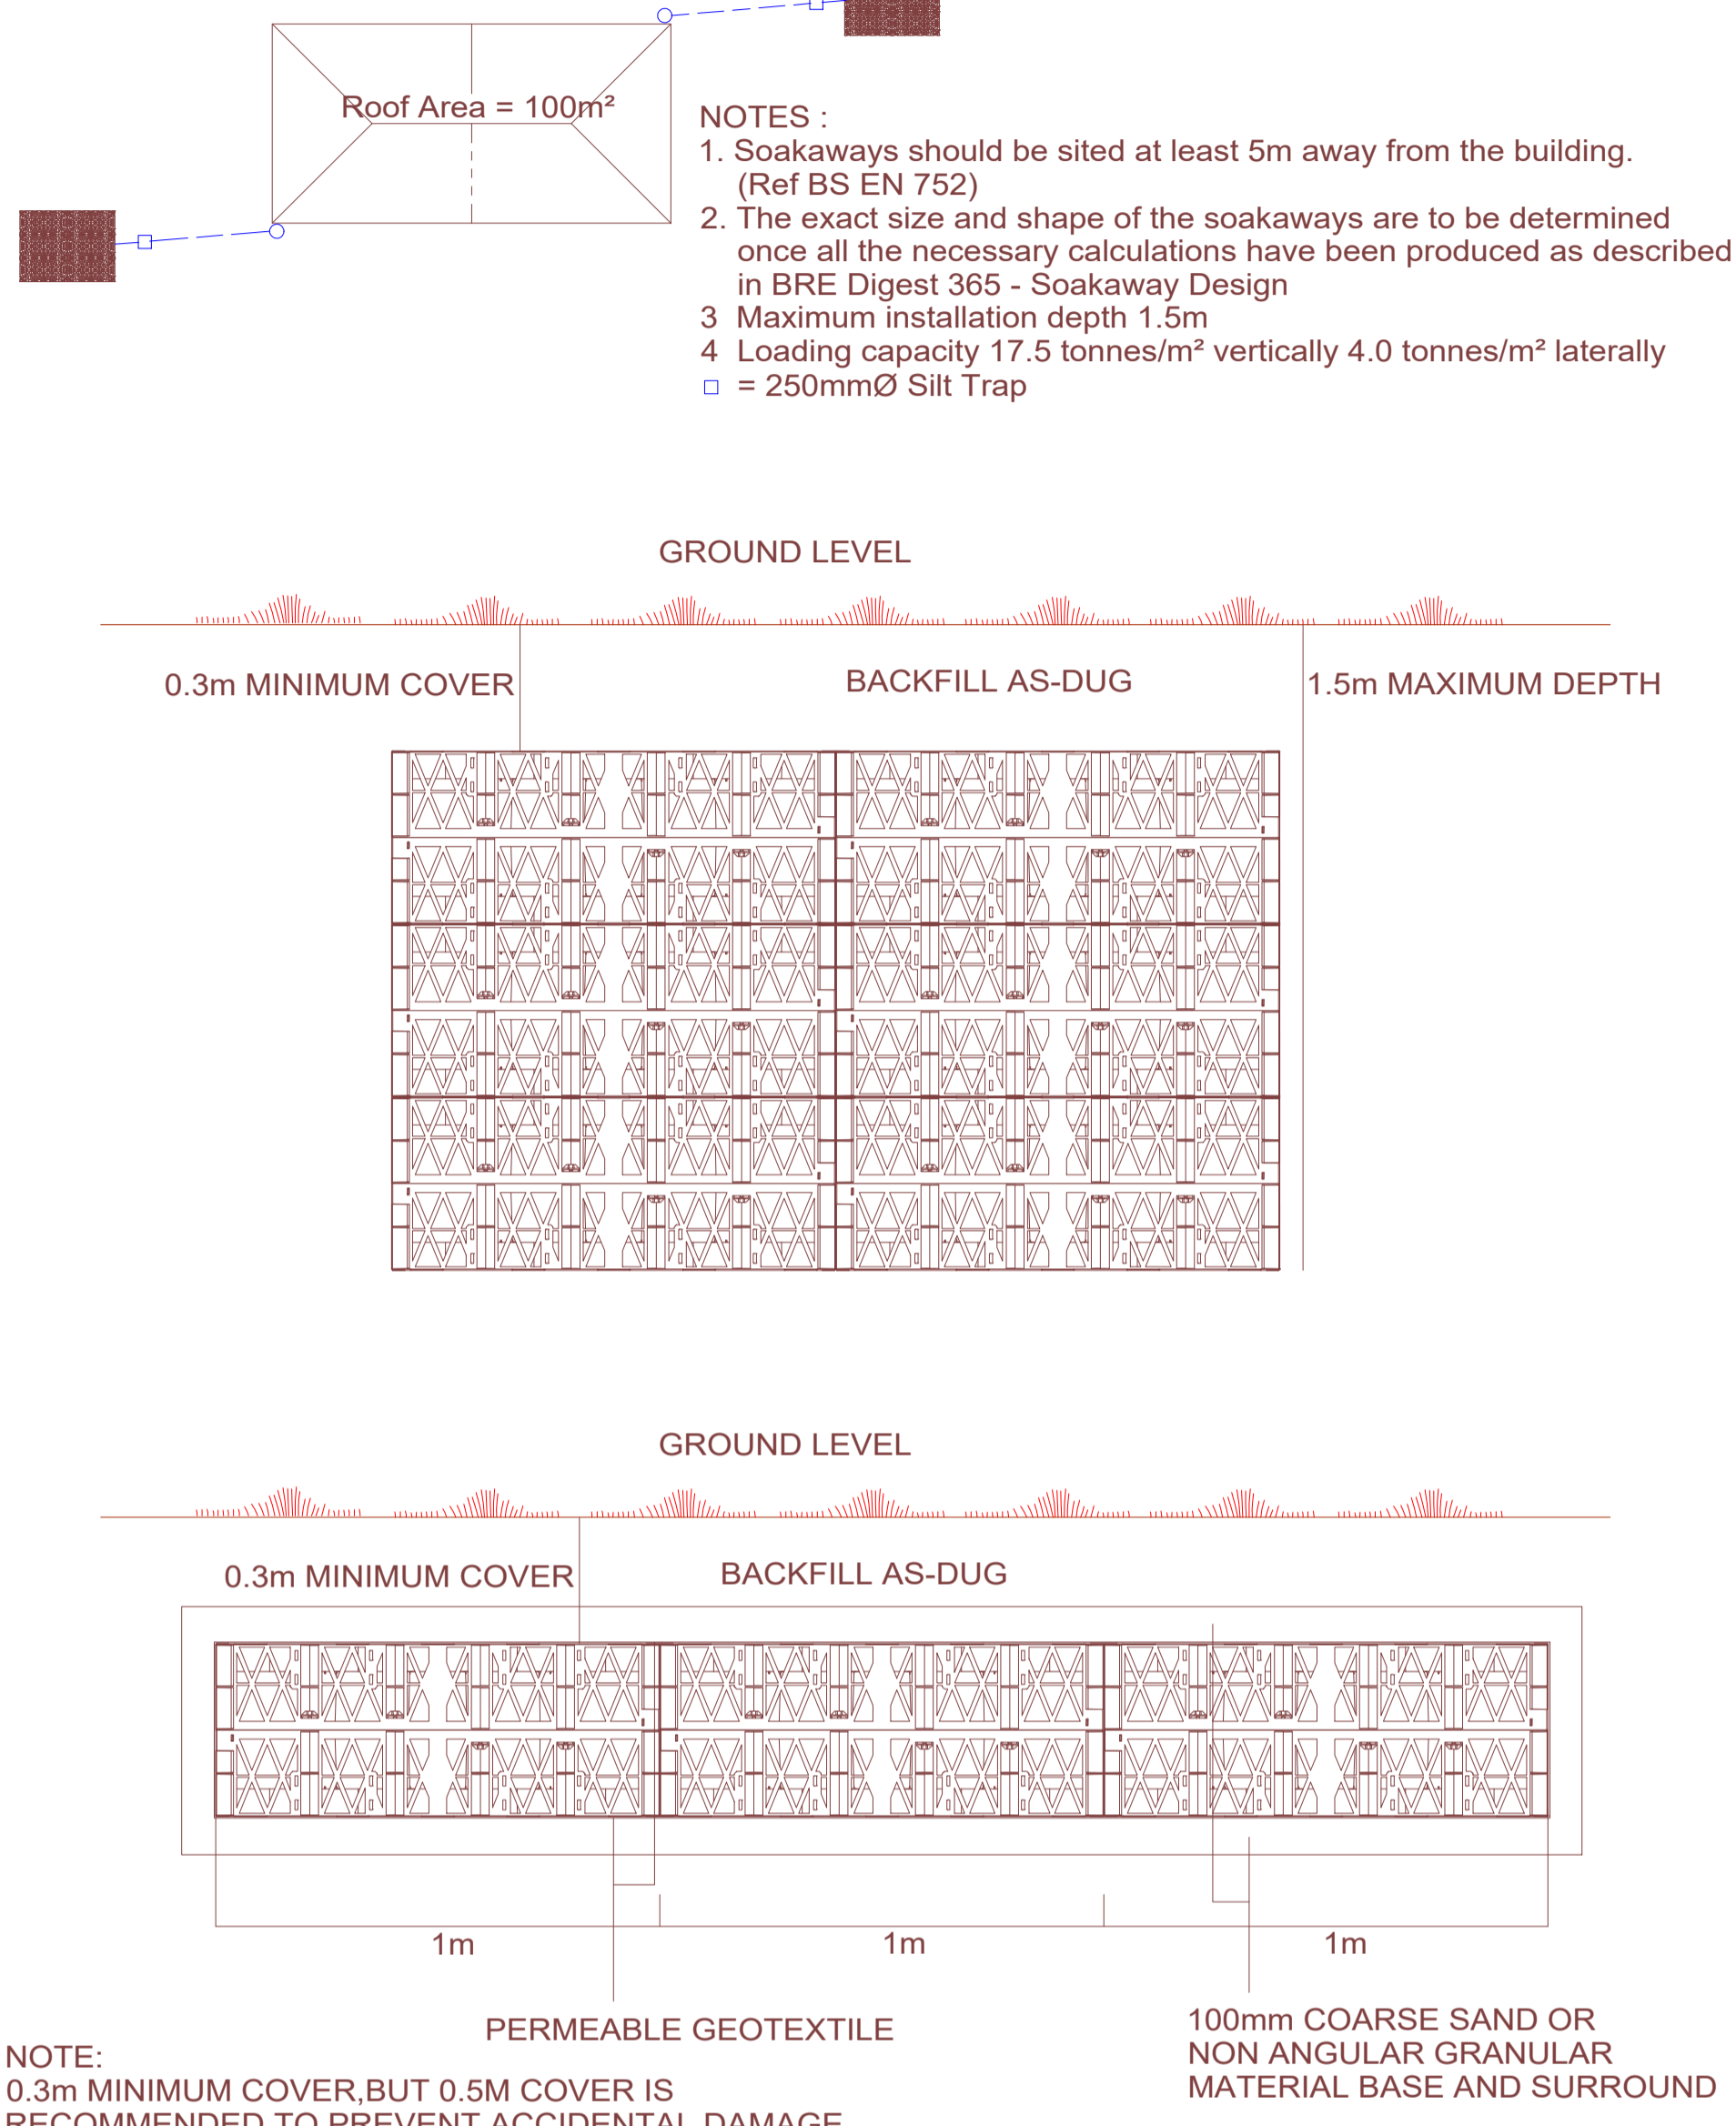 Roof Area = 100m²
NOTES :
1. Soakaways should be sited at least 5m away from the building.
(Ref BS EN 752)
2. The exact size and shape of the soakaways are to be determined
once all the necessary calculations have been produced as described
in BRE Digest 365 - Soakaway Design
3 Maximum installation depth 1.5m
4 Loading capacity 17.5 tonnes/m² vertically 4.0 tonnes/m² laterally
= 250mmØ Silt Trap
GROUND LEVEL
0.3m MINIMUM COVER
BACKFILL AS-DUG
1.5m MAXIMUM DEPTH
GROUND LEVEL
0.3m MINIMUM COVER
BACKFILL AS-DUG
1m
1m
1m
PERMEABLE GEOTEXTILE
100mm COARSE SAND OR
NON ANGULAR GRANULAR
MATERIAL BASE AND SURROUND
NOTE:
0.3m MINIMUM COVER,BUT 0.5M COVER IS
RECOMMENDED TO PREVENT ACCIDENTAL DAMAGE